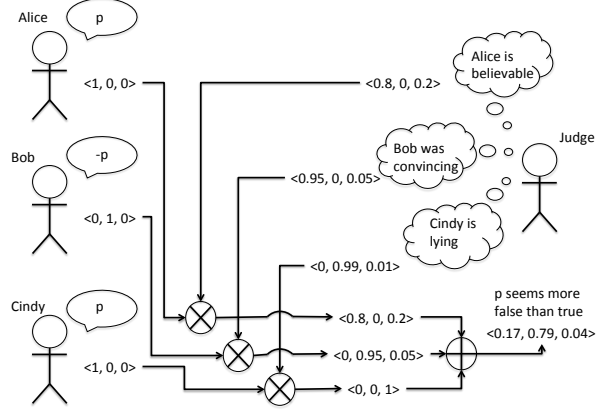 Alice
p
<1, 0, 0>
<0.8, 0, 0.2>
Alice is
believable
Bob
-p
<0, 1, 0>
<0.95, 0, 0.05>
Bob was
convincing
Judge
Cindy is
lying
<0, 0.99, 0.01>
Cindy
p
<1, 0, 0>
<0.8, 0, 0.2>
<0, 0.95, 0.05>
<0, 0, 1>
p seems more
false than true
<0.17, 0.79, 0.04>